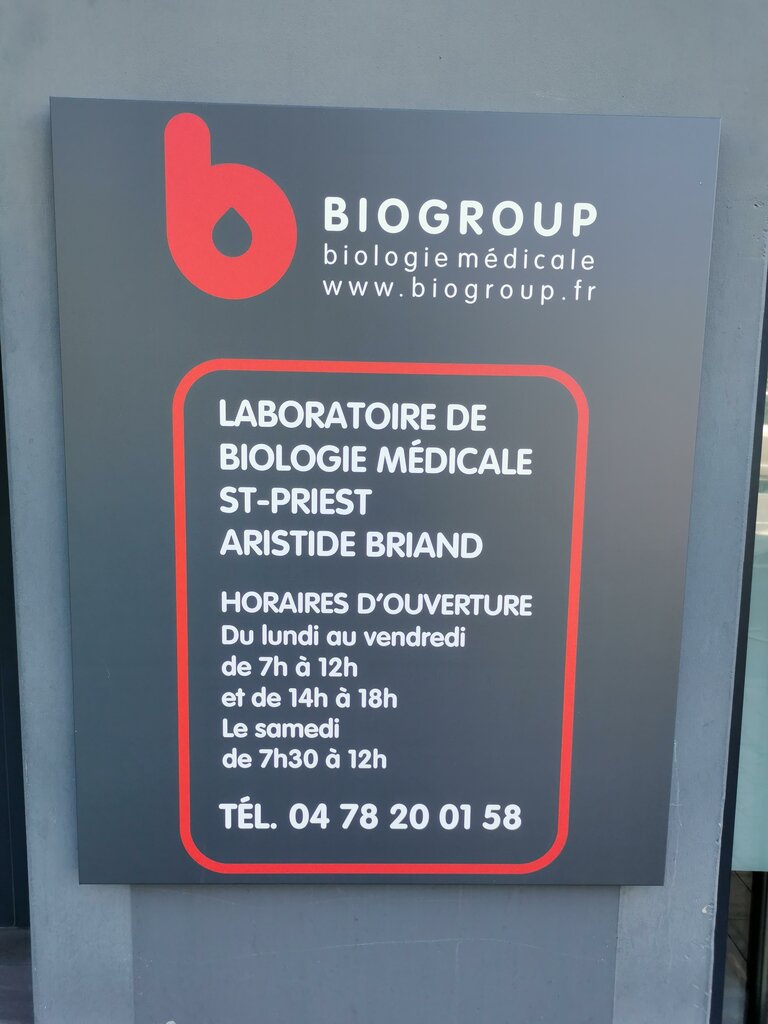 BIOGROUP
biologie médicale
www.biogroup.fr
LABORATOIRE DE
BIOLOGIE MÉDICALE
ST-PRIEST
ARISTIDE BRIAND
HORAIRES D'OUVERTURE
Du lundi au vendredi
de 7h à 12h
et de 14h à 18h
Le samedi
de 7h30 à 12h
TÉL. 04 78 20 01 58